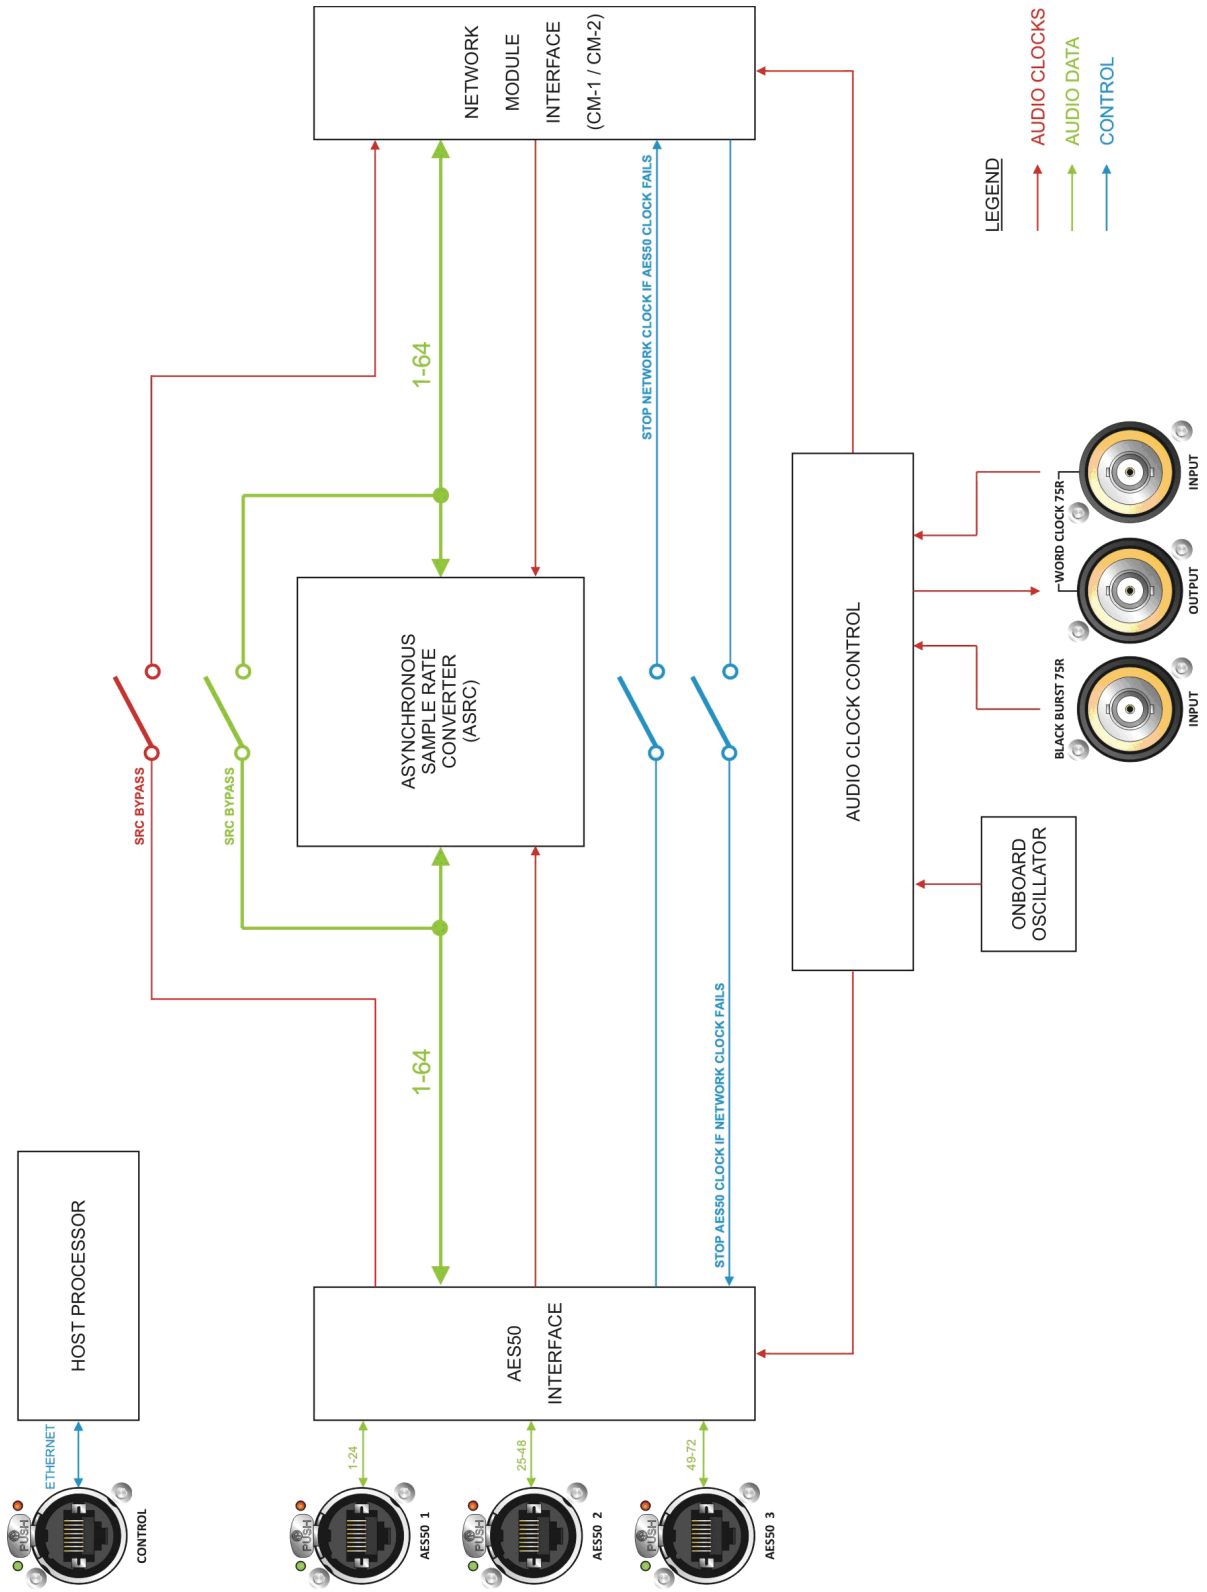 HOST PROCESSOR
ETHERNET
PUSH
CONTROL
SRC BYPASS
SRC BYPASS
AES50
INTERFACE
1-24
25-48
49-72
PUSH
AES50 1
PUSH
AES50 2
PUSH
AES50 3
1-64
1-64
ASYNCHRONOUS
SAMPLE RATE
CONVERTER
(ASRC)
NETWORK
MODULE
INTERFACE
(CM-1 / CM-2)
STOP NETWORK CLOCK IF AES50 CLOCK FAILS
STOP AES50 CLOCK IF NETWORK CLOCK FAILS
AUDIO CLOCK CONTROL
ONBOARD
OSCILLATOR
BLACK BURST 75R
INPUT
WORD CLOCK 75R
OUTPUT
INPUT
LEGEND
AUDIO CLOCKS
AUDIO DATA
CONTROL